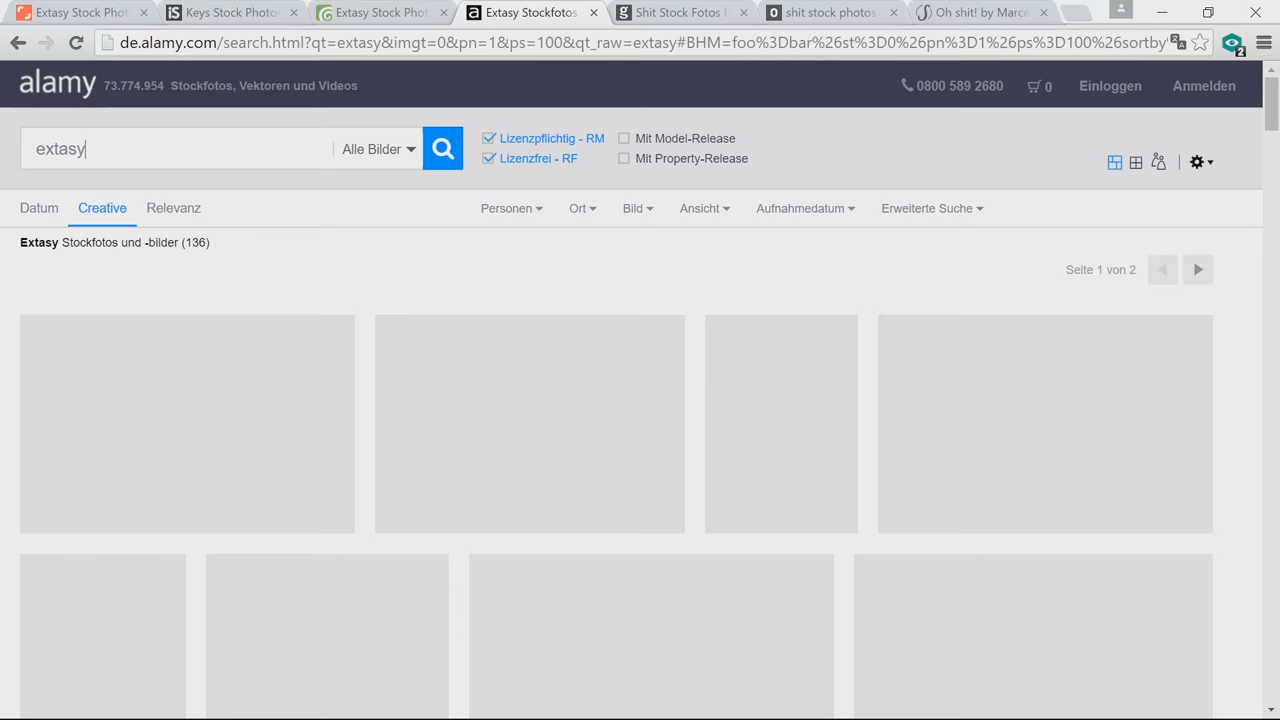 Extasy Stock Phot
Keys Stock Photos
Extasy Stock Phot
Extasy Stockfotos
Shit Stock Fotos u
shit stock photos
Oh shit! by Marce
de.alamy.com/search.html?qt=extasy&imgt=0&pn=1&ps=100&qt_raw=extasy#BHM=foo%3Dbar%26st%3D0%26pn%3D1%26ps%3D100%26sortby
2
alamy 73.774.954 Stockfotos, Vektoren und Videos
0800 589 2680
0
Einloggen
Anmelden
extasy
Alle Bilder
Lizenzpflichtig - RM
Mit Model-Release
Lizenzfrei - RF
Mit Property-Release
Datum
Creative
Relevanz
Personen
Ort
Bild
Ansicht
Aufnahmedatum
Erweiterte Suche
Extasy Stockfotos und -bilder (136)
Seite 1 von 2